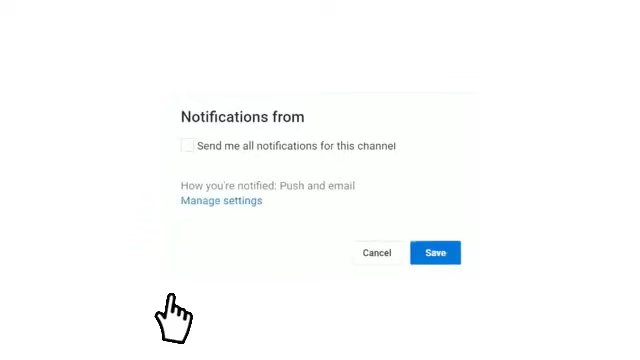 Notifications from
Send me all notifications for this channel
How you're notified: Push and email
Manage settings
Cancel
Save